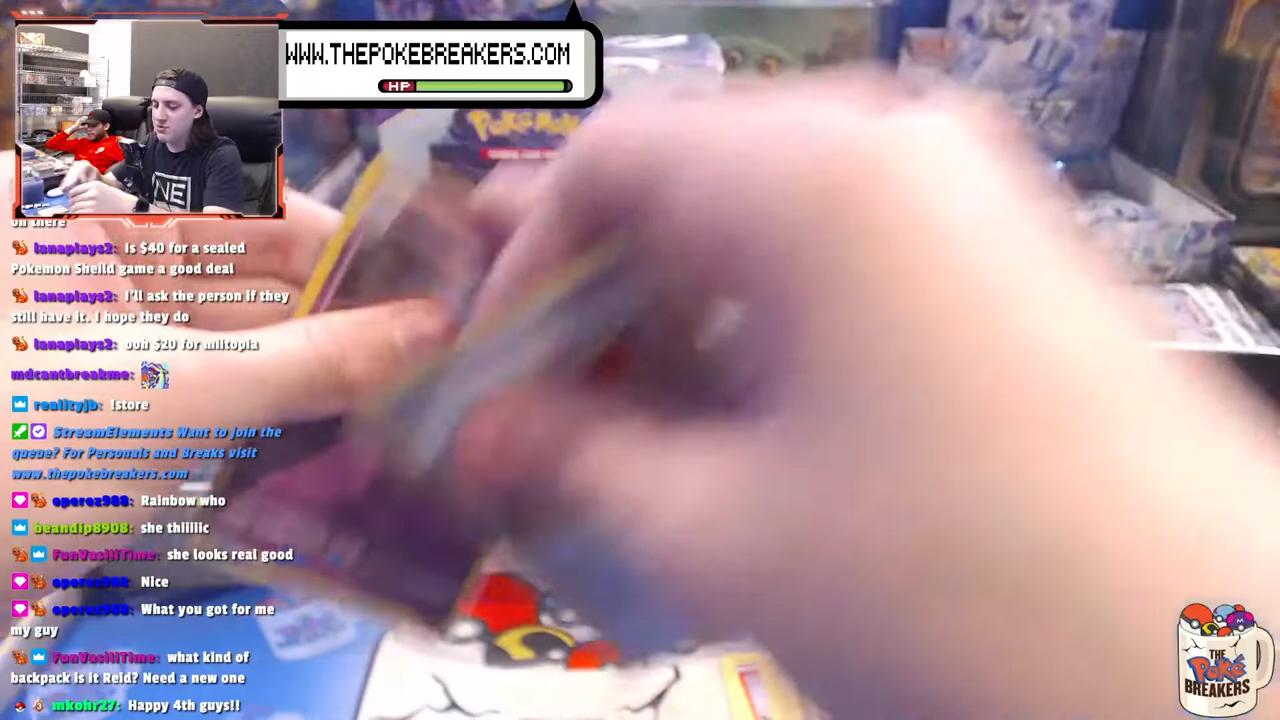 WWW.THEPOKEBREAKERS.COM
HP
Pokémon
NE
on there
lanaplays2: Is $40 for a sealed
Pokemon Sheild game a good deal
lanaplays2: I'll ask the person if they
still have it. I hope they do
lanaplays2: ooh $20 for miitopia
mdcantbreakme:
realityjb: !store
StreamElements Want to join the
queue? For Personals and Breaks visit
www.thepokebreakers.com
operez988: Rainbow who
beandip8908: she thiiiiic
FunVasiliTime: she looks real good
operez988: Nice
operez988: What you got for me
my guy
FunVasiliTime: what kind of
backpack is it Reid? Need a new one
mkohr27: Happy 4th guys!!
THE
Poké
BREAKERS